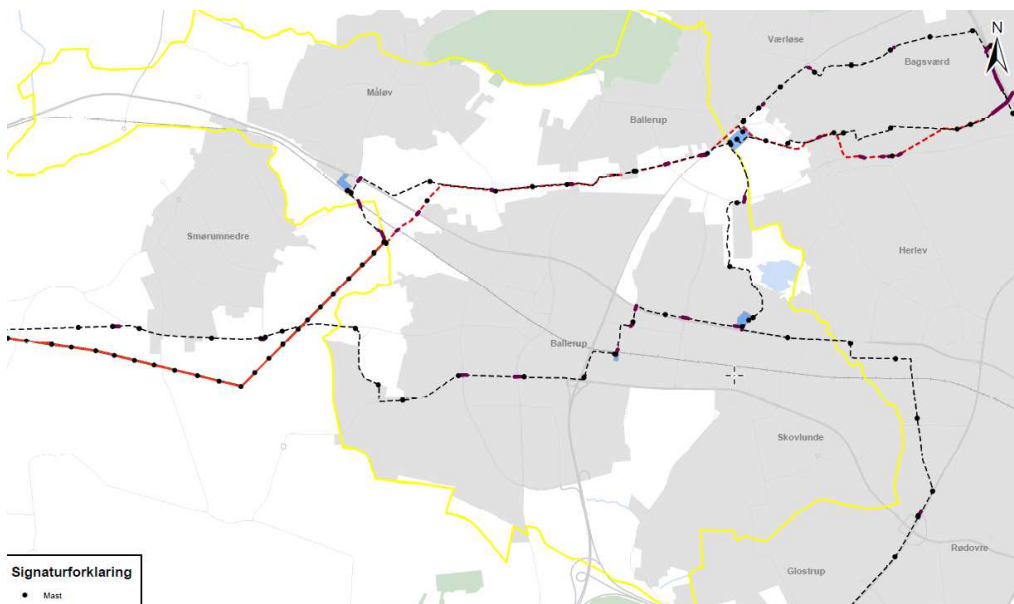 Værløse
N
Bagsværd
Måløv
Ballerup
Smørumnedre
Herlev
Ballerup
Skovlunde
Rødovre
Glostrup
Signaturforklaring
Mast